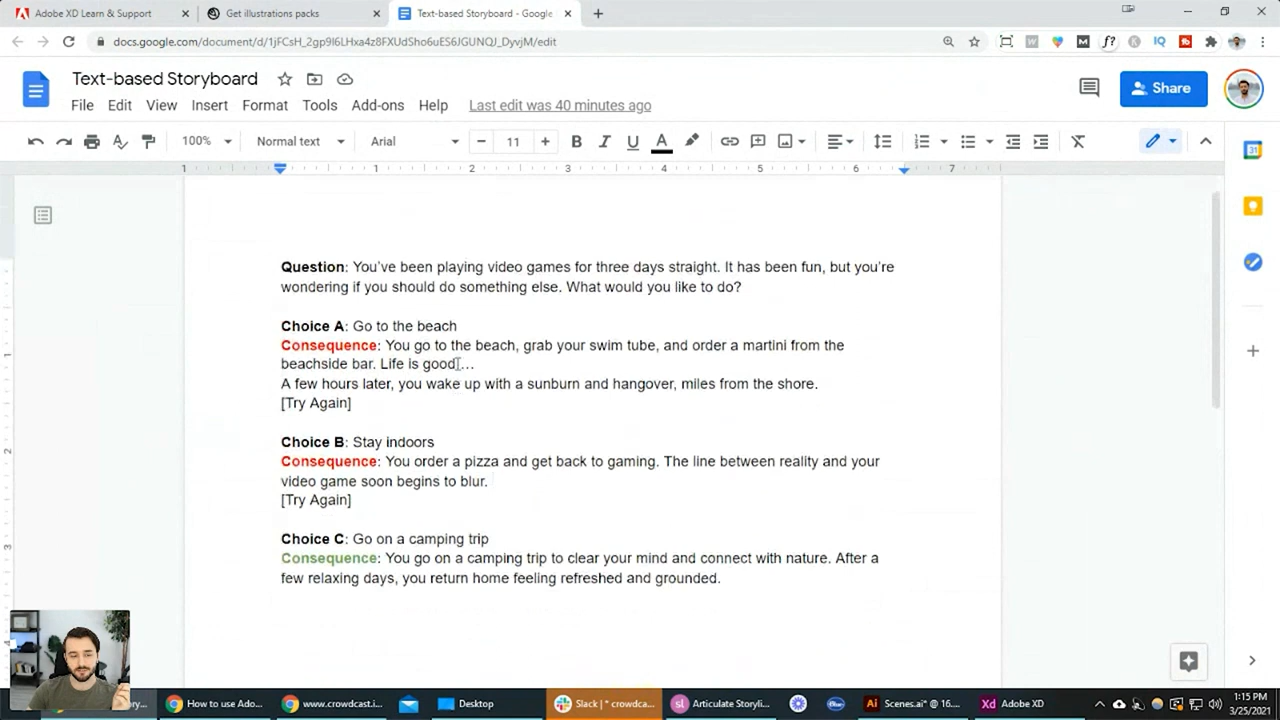 Adobe XD Learn & Support
Get illustrations packs
Text-based Storyboard - Google
docs.google.com/document/d/1jFCsH_2gp9I6LHxa4z8FXUdSho6uES6JGUNQJ_DyvjM/edit
Text-based Storyboard
Share
File Edit View Insert Format Tools Add-ons Help Last edit was 40 minutes ago
100% Normal text Arial 11
1 1 2 3 4 5 6 7
Question: You've been playing video games for three days straight. It has been fun, but you're
wondering if you should do something else. What would you like to do?
Choice A: Go to the beach
Consequence: You go to the beach, grab your swim tube, and order a martini from the
beachside bar. Life is good…
A few hours later, you wake up with a sunburn and hangover, miles from the shore.
[Try Again]
Choice B: Stay indoors
Consequence: You order a pizza and get back to gaming. The line between reality and your
video game soon begins to blur.
[Try Again]
Choice C: Go on a camping trip
Consequence: You go on a camping trip to clear your mind and connect with nature. After a
few relaxing days, you return home feeling refreshed and grounded.
How to use Ado... www.crowdcast.i... Desktop Slack | * crowdca... Articulate Storyli... Scenes.ai* @ 16.... Adobe XD
1:15 PM
3/25/2021